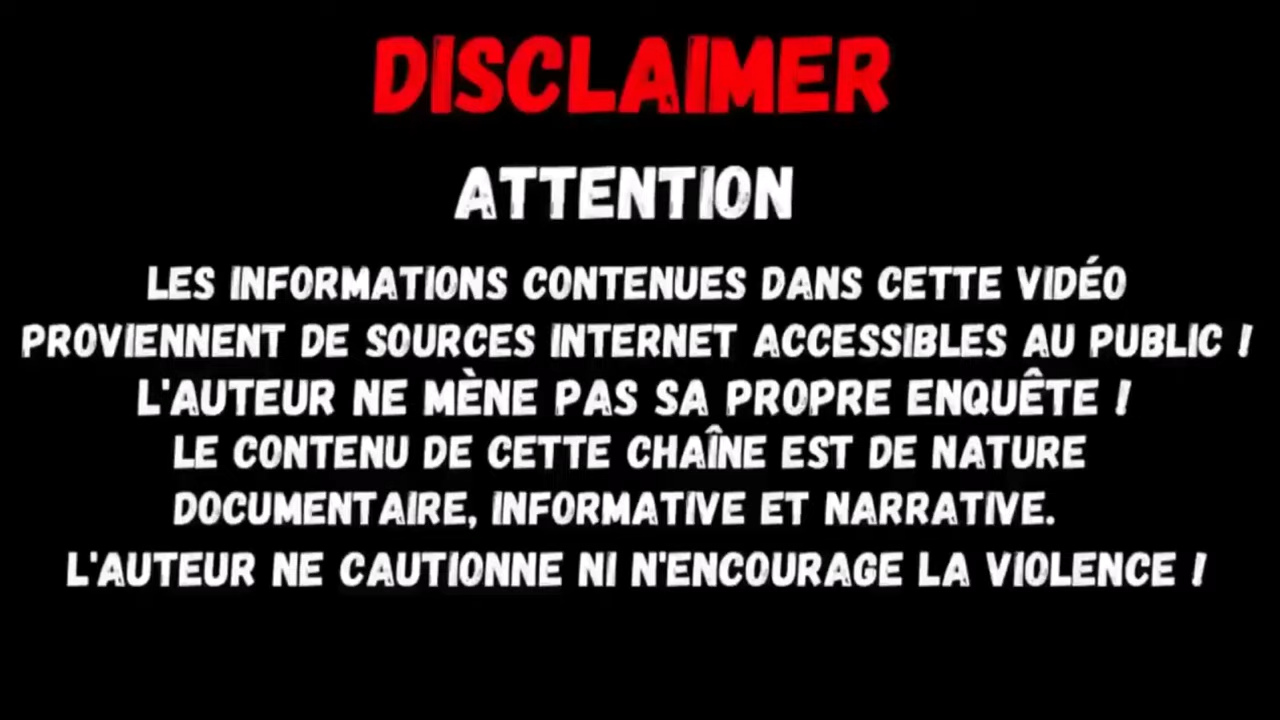 DISCLAIMER
ATTENTION
LES INFORMATIONS CONTENUES DANS CETTE VIDÉO
PROVIENNENT DE SOURCES INTERNET ACCESSIBLES AU PUBLIC !
L'AUTEUR NE MÈNE PAS SA PROPRE ENQUÊTE !
LE CONTENU DE CETTE CHAÎNE EST DE NATURE
DOCUMENTAIRE, INFORMATIVE ET NARRATIVE.
L'AUTEUR NE CAUTIONNE NI N'ENCOURAGE LA VIOLENCE !